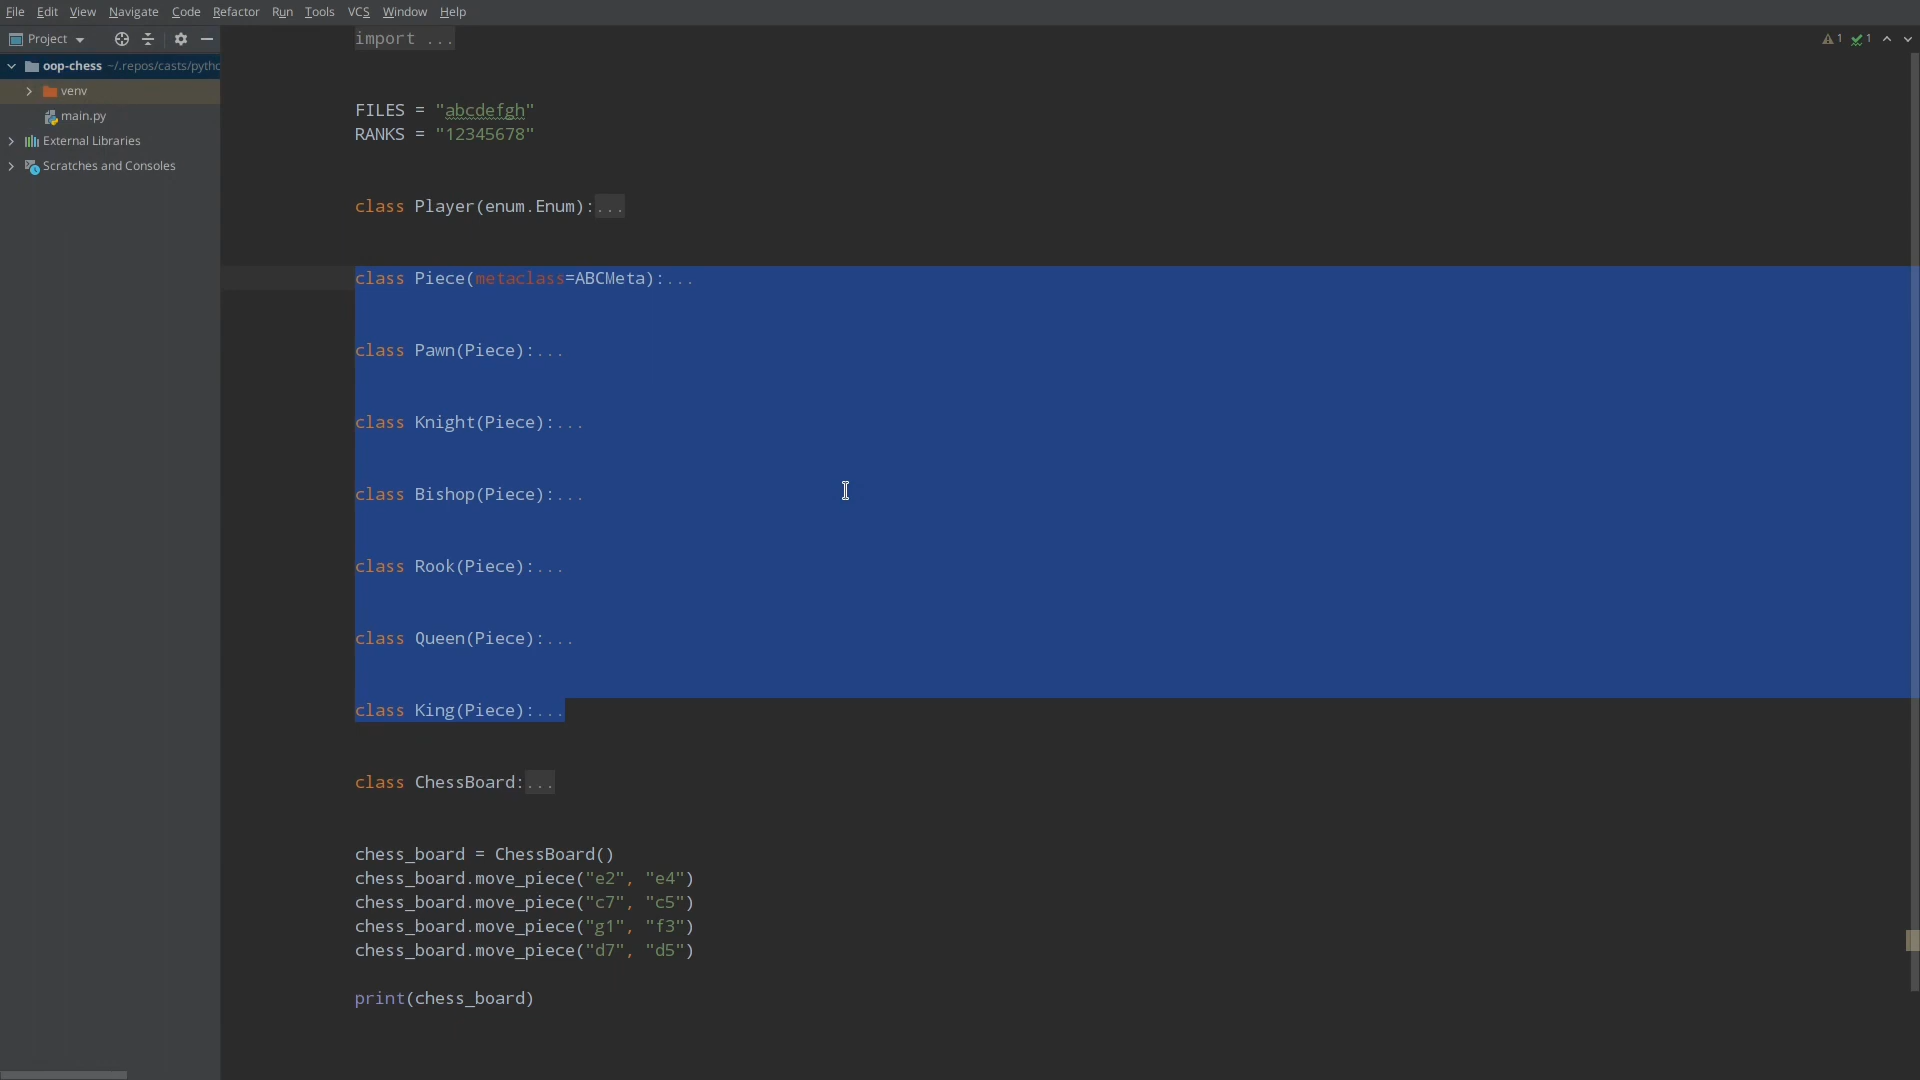 File Edit View Navigate Code Refactor Run Tools VCS Window Help
Project
oop-chess ~/.repos/casts/pytho
venv
main.py
External Libraries
Scratches and Consoles
import ...
1 1
FILES = "abcdefgh"
RANKS = "12345678"
class Player(enum.Enum):...
class Piece(metaclass=ABCMeta):...
class Pawn(Piece):...
class Knight(Piece):...
class Bishop(Piece):...
class Rook(Piece):...
class Queen(Piece):...
class King(Piece):...
class ChessBoard:...
chess_board = ChessBoard()
chess_board.move_piece("e2", "e4")
chess_board.move_piece("c7", "c5")
chess_board.move_piece("g1", "f3")
chess_board.move_piece("d7", "d5")
print(chess_board)